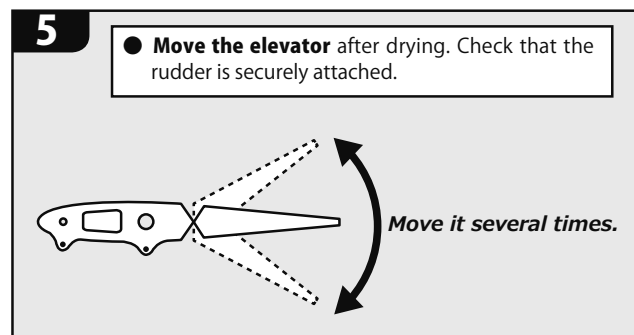 5
● Move the elevator after drying. Check that the
rudder is securely attached.
Move it several times.